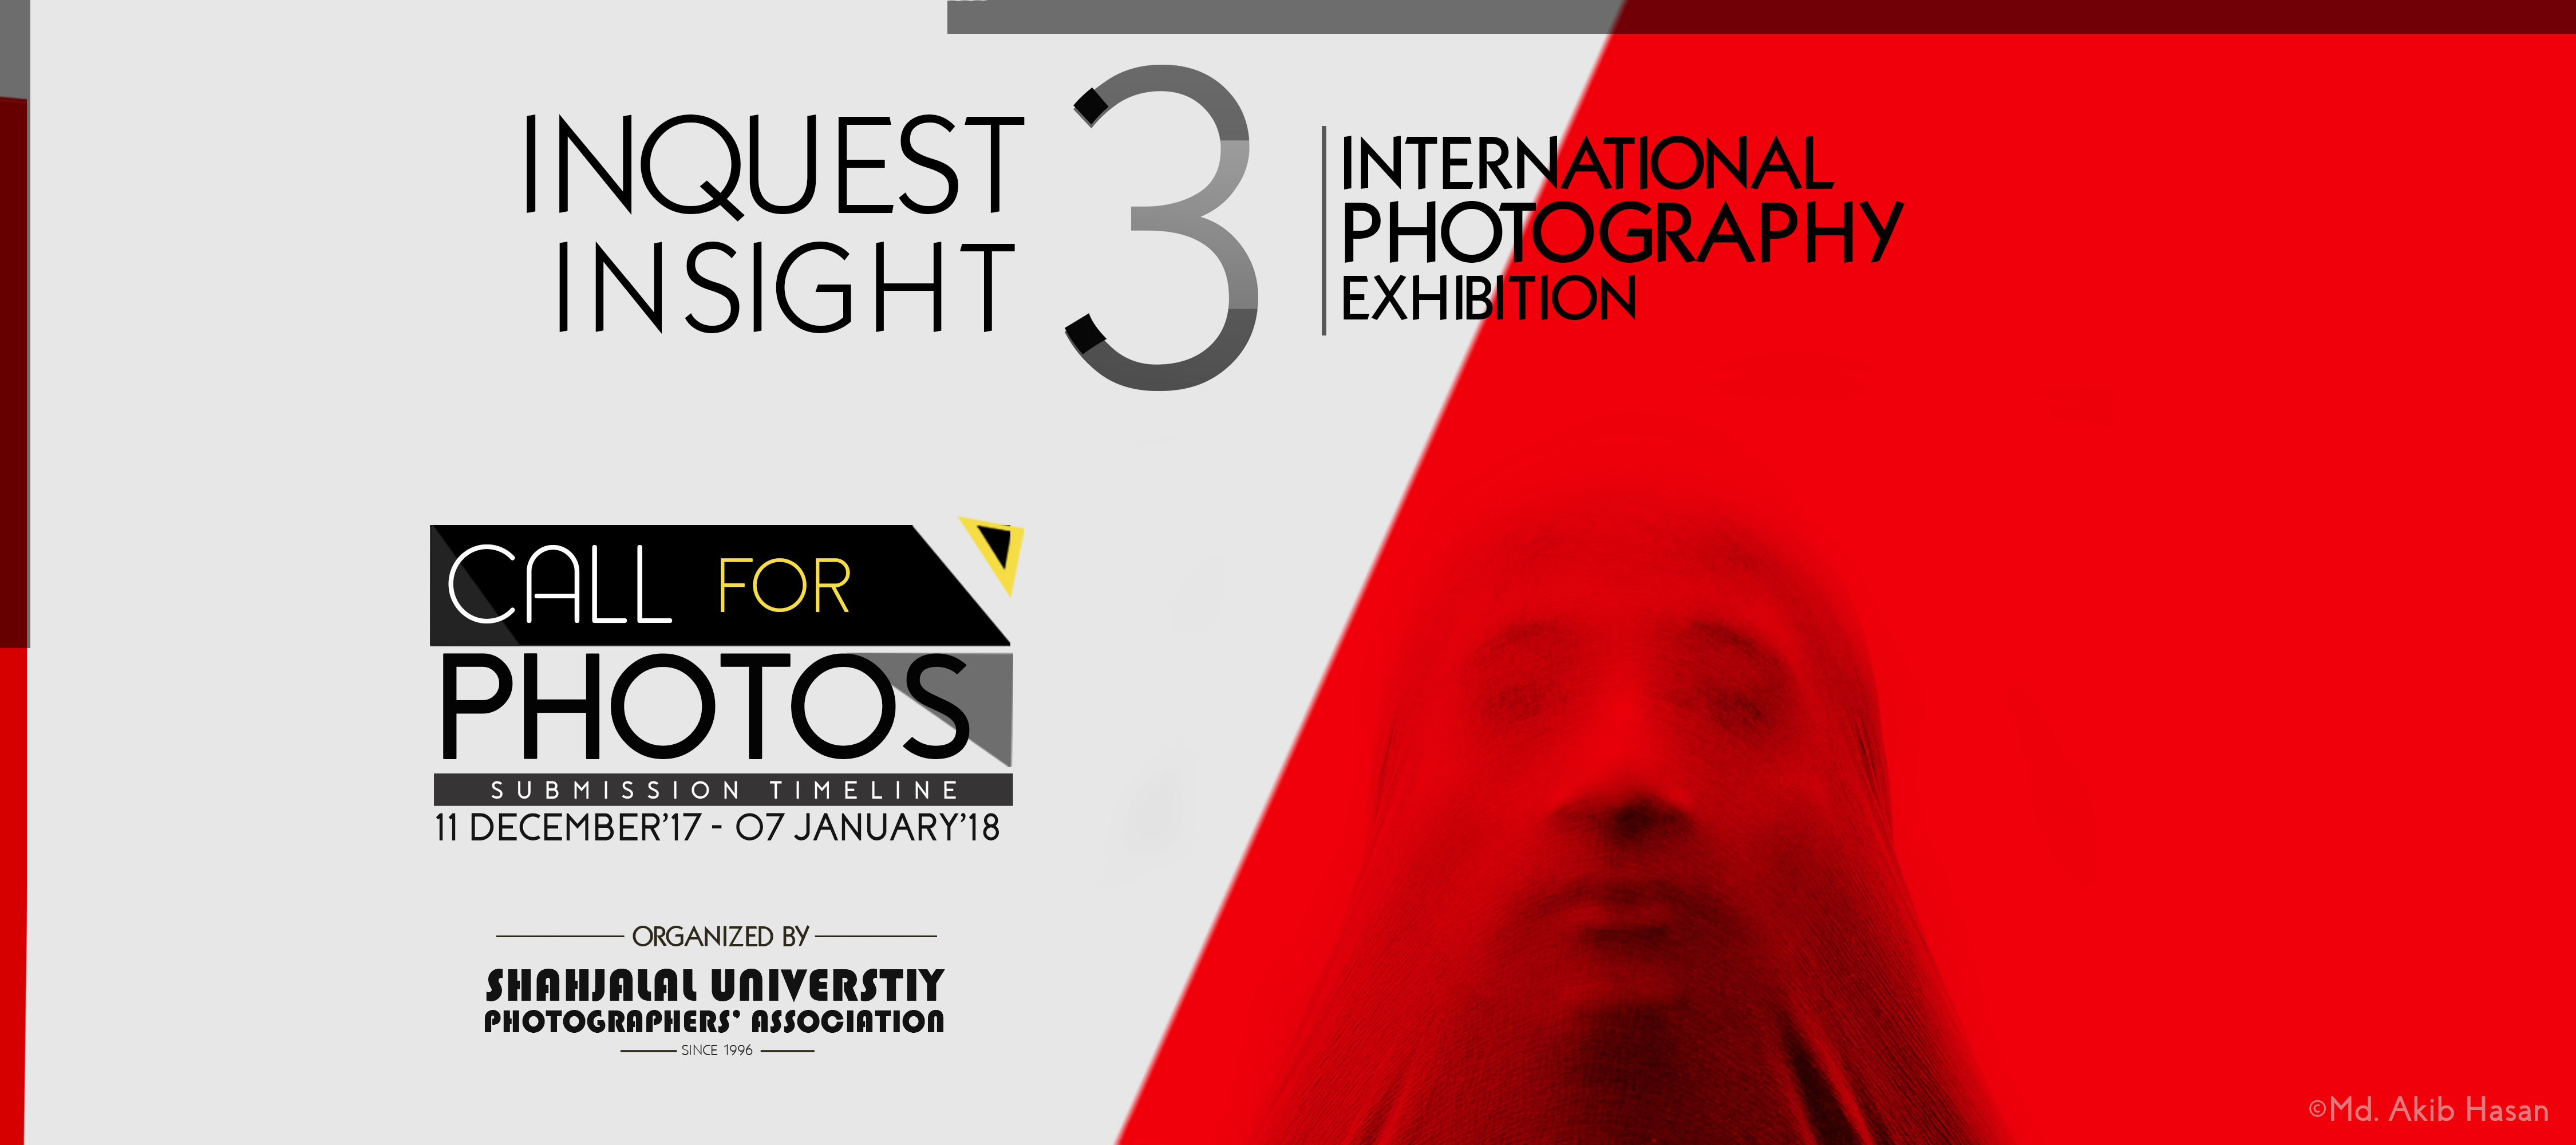 INQUEST
INSIGHT
3
INTERNATIONAL
PHOTOGRAPHY
EXHIBITION
CALL FOR
PHOTOS
SUBMISSION TIMELINE
11 DECEMBER'17 - 07 JANUARY'18
ORGANIZED BY
SHAHJALAL UNIVERSTIY
PHOTOGRAPHERS' ASSOCIATION
SINCE 1996
©Md. Akib Hasan